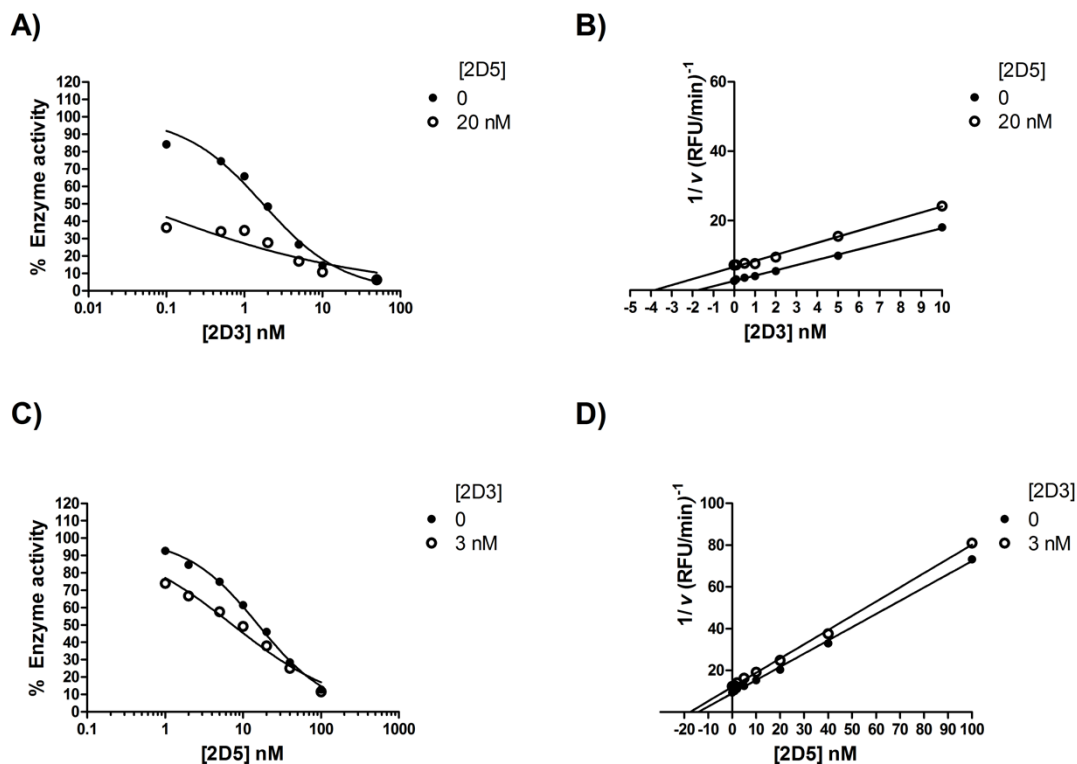 A)
[2D5]
0
20 nM
% Enzyme activity
120
110
100
90
80
70
60
50
40
30
20
10
0
0.01 0.1 1 10 100
[2D3] nM
B)
[2D5]
0
20 nM
1/ v (RFU/min)-1
60
40
20
-5 -4 -3 -2 -1 0 1 2 3 4 5 6 7 8 9 10
[2D3] nM
C)
[2D3]
0
3 nM
% Enzyme activity
120
110
100
90
80
70
60
50
40
30
20
10
0
0.1 1 10 100 1000
[2D5] nM
D)
[2D3]
0
3 nM
1/ v (RFU/min)-1
100
80
60
40
20
-20 -10 0 10 20 30 40 50 60 70 80 90 100
[2D5] nM